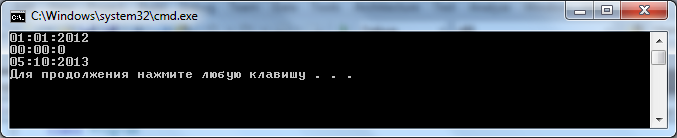 C:\Windows\system32\cmd.exe
01:01:2012
00:00:0
05:10:2013
Для продолжения нажмите любую клавишу . . .